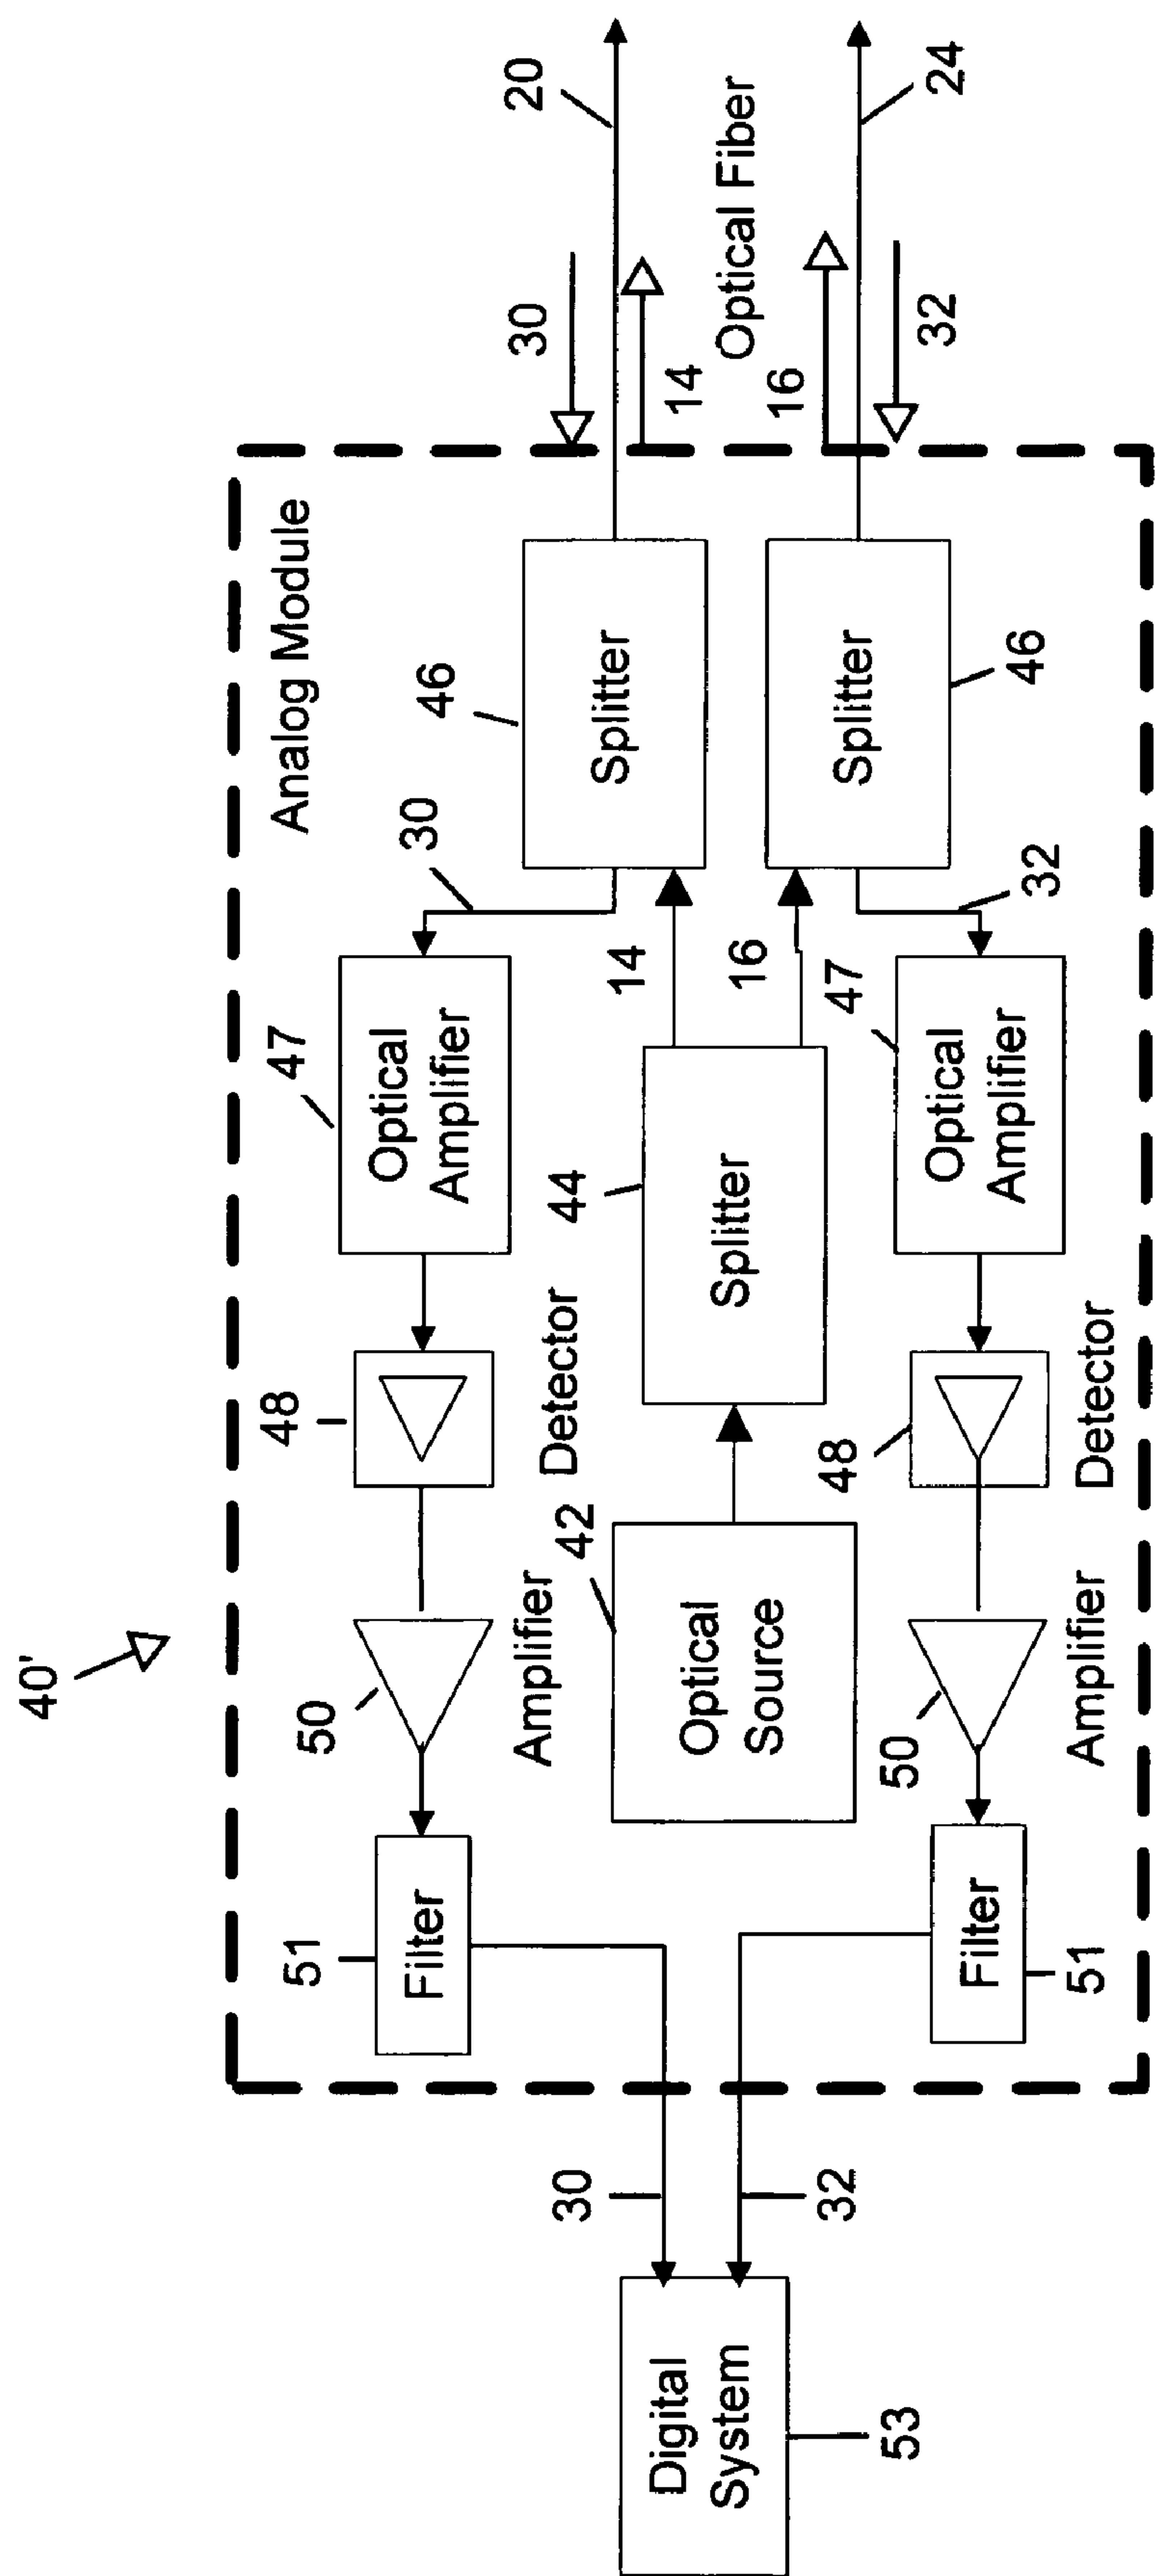 40'
Analog Module
51
Filter
50
Amplifier
48
Detector
47
Optical
Amplifier
30
46
Splitter
30
20
14
Optical Fiber
30
Digital
System
53
32
42
Optical
Source
44
Splitter
14
16
16
32
24
51
Filter
50
Amplifier
48
Detector
47
Optical
Amplifier
32
46
Splitter